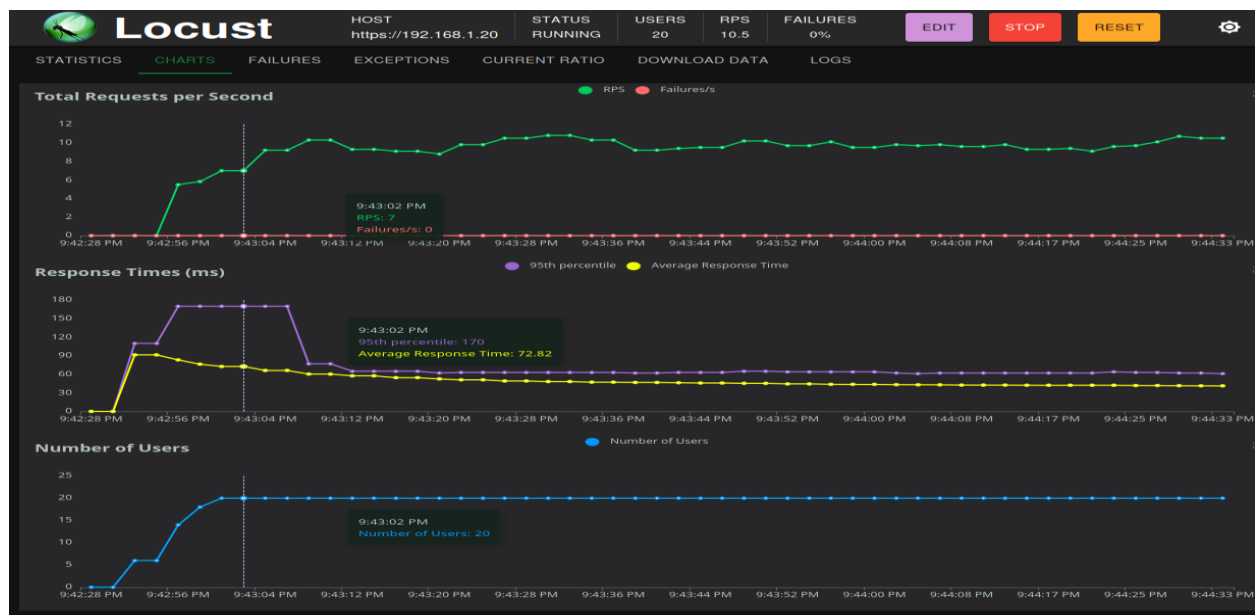 Locust
HOST
https://192.168.1.20
STATUS
RUNNING
USERS
20
RPS
10.5
FAILURES
0%
EDIT
STOP
RESET
STATISTICS CHARTS FAILURES EXCEPTIONS CURRENT RATIO DOWNLOAD DATA LOGS
Total Requests per Second
RPS Failures/s
12
10
8
6
4
2
0
9:43:02 PM
RPS: 7
Failures/s: 0
9:42:28 PM 9:42:56 PM 9:43:04 PM 9:43:12 PM 9:43:20 PM 9:43:28 PM 9:43:36 PM 9:43:44 PM 9:43:52 PM 9:44:00 PM 9:44:08 PM 9:44:17 PM 9:44:25 PM 9:44:33 PM
Response Times (ms)
95th percentile Average Response Time
180
150
120
90
60
30
0
9:43:02 PM
95th percentile: 170
Average Response Time: 72.82
9:42:28 PM 9:42:56 PM 9:43:04 PM 9:43:12 PM 9:43:20 PM 9:43:28 PM 9:43:36 PM 9:43:44 PM 9:43:52 PM 9:44:00 PM 9:44:08 PM 9:44:17 PM 9:44:25 PM 9:44:33 PM
Number of Users
Number of Users
25
20
15
10
5
0
9:43:02 PM
Number of Users: 20
9:42:28 PM 9:42:56 PM 9:43:04 PM 9:43:12 PM 9:43:20 PM 9:43:28 PM 9:43:36 PM 9:43:44 PM 9:43:52 PM 9:44:00 PM 9:44:08 PM 9:44:17 PM 9:44:25 PM 9:44:33 PM